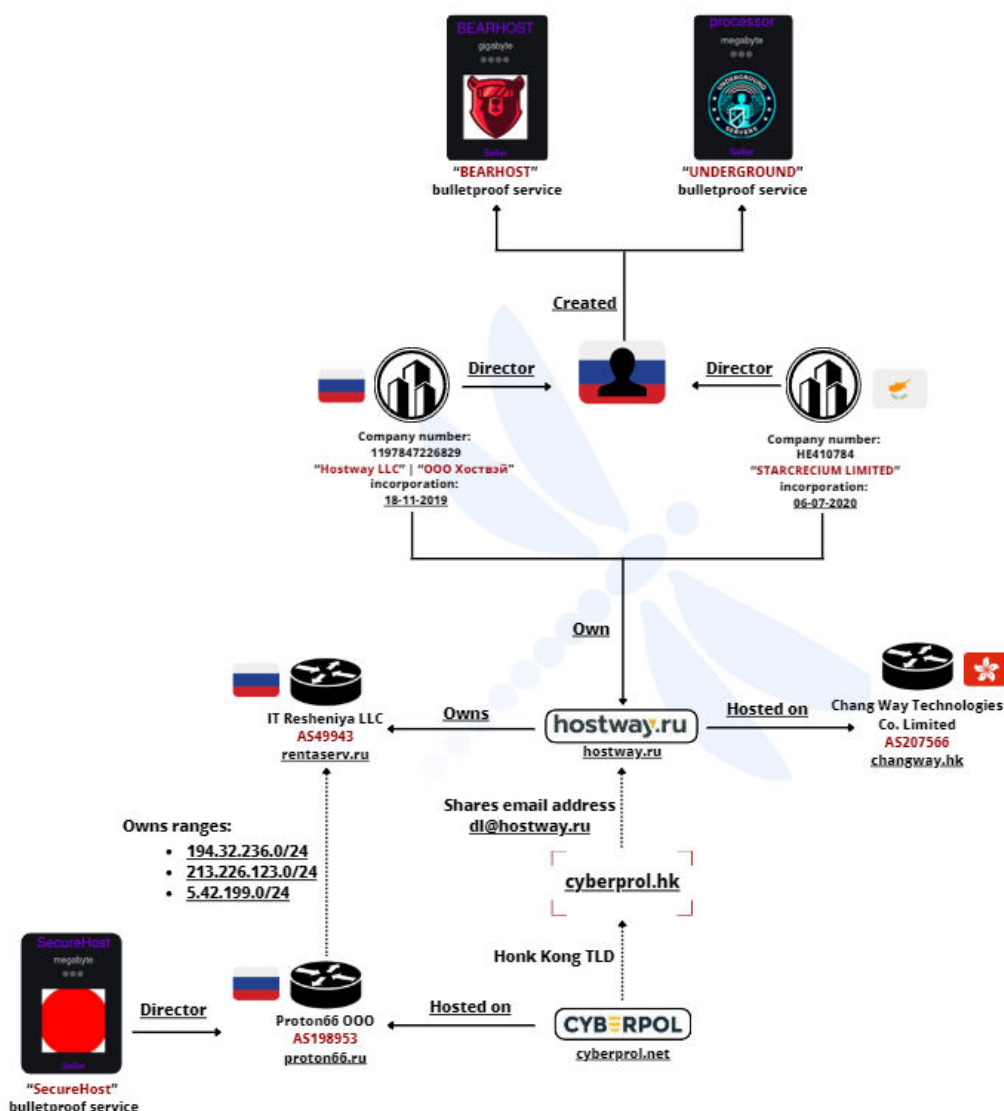 BEARHOST
gigabyte
Seller
"BEARHOST"
bulletproof service
processor
megabyte
UNDERGROUND
SERVERS
Seller
"UNDERGROUND"
bulletproof service
Created
Director
Director
Company number:
1197847226829
"Hostway LLC" | "ООО Хоствэй"
incorporation:
18-11-2019
Company number:
HE410784
"STARCRECIUM LIMITED"
incorporation:
06-07-2020
Own
IT Resheniya LLC
AS49943
rentaserv.ru
Owns
hostway.ru
hostway.ru
Hosted on
Chang Way Technologies
Co. Limited
AS207566
changway.hk
Shares email address
dl@hostway.ru
Owns ranges:
• 194.32.236.0/24
• 213.226.123.0/24
• 5.42.199.0/24
cyberprol.hk
Honk Kong TLD
SecureHost
megabyte
Seller
"SecureHost"
bulletproof service
Director
Proton66 OOO
AS198953
proton66.ru
Hosted on
CYBERPOL
cyberprol.net